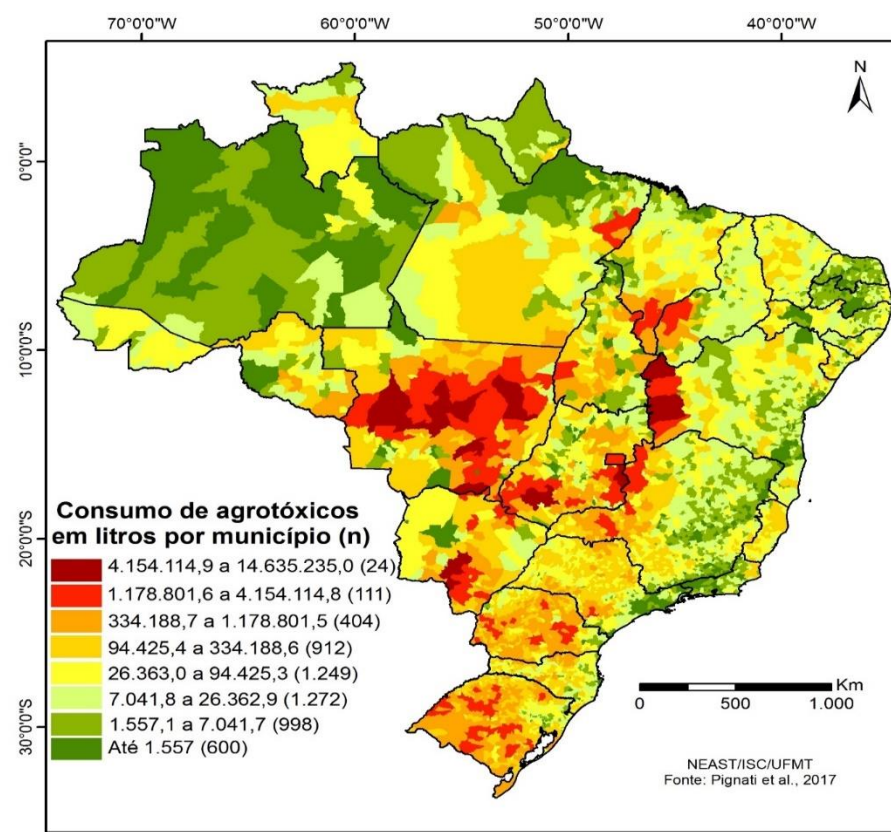 70°0'0"W 60°0'0"W 50°0'0"W 40°0'0"W
N
0°0'0"
10°0'0"S
20°0'0"S
30°0'0"S
Consumo de agrotóxicos
em litros por município (n)
4.154.114,9 a 14.635.235,0 (24)
1.178.801,6 a 4.154.114,8 (111)
334.188,7 a 1.178.801,5 (404)
94.425,4 a 334.188,6 (912)
26.363,0 a 94.425,3 (1.249)
7.041,8 a 26.362,9 (1.272)
1.557,1 a 7.041,7 (998)
Até 1.557 (600)
Km
0 500 1.000
NEAST/ISC/UFMT
Fonte: Pignati et al., 2017